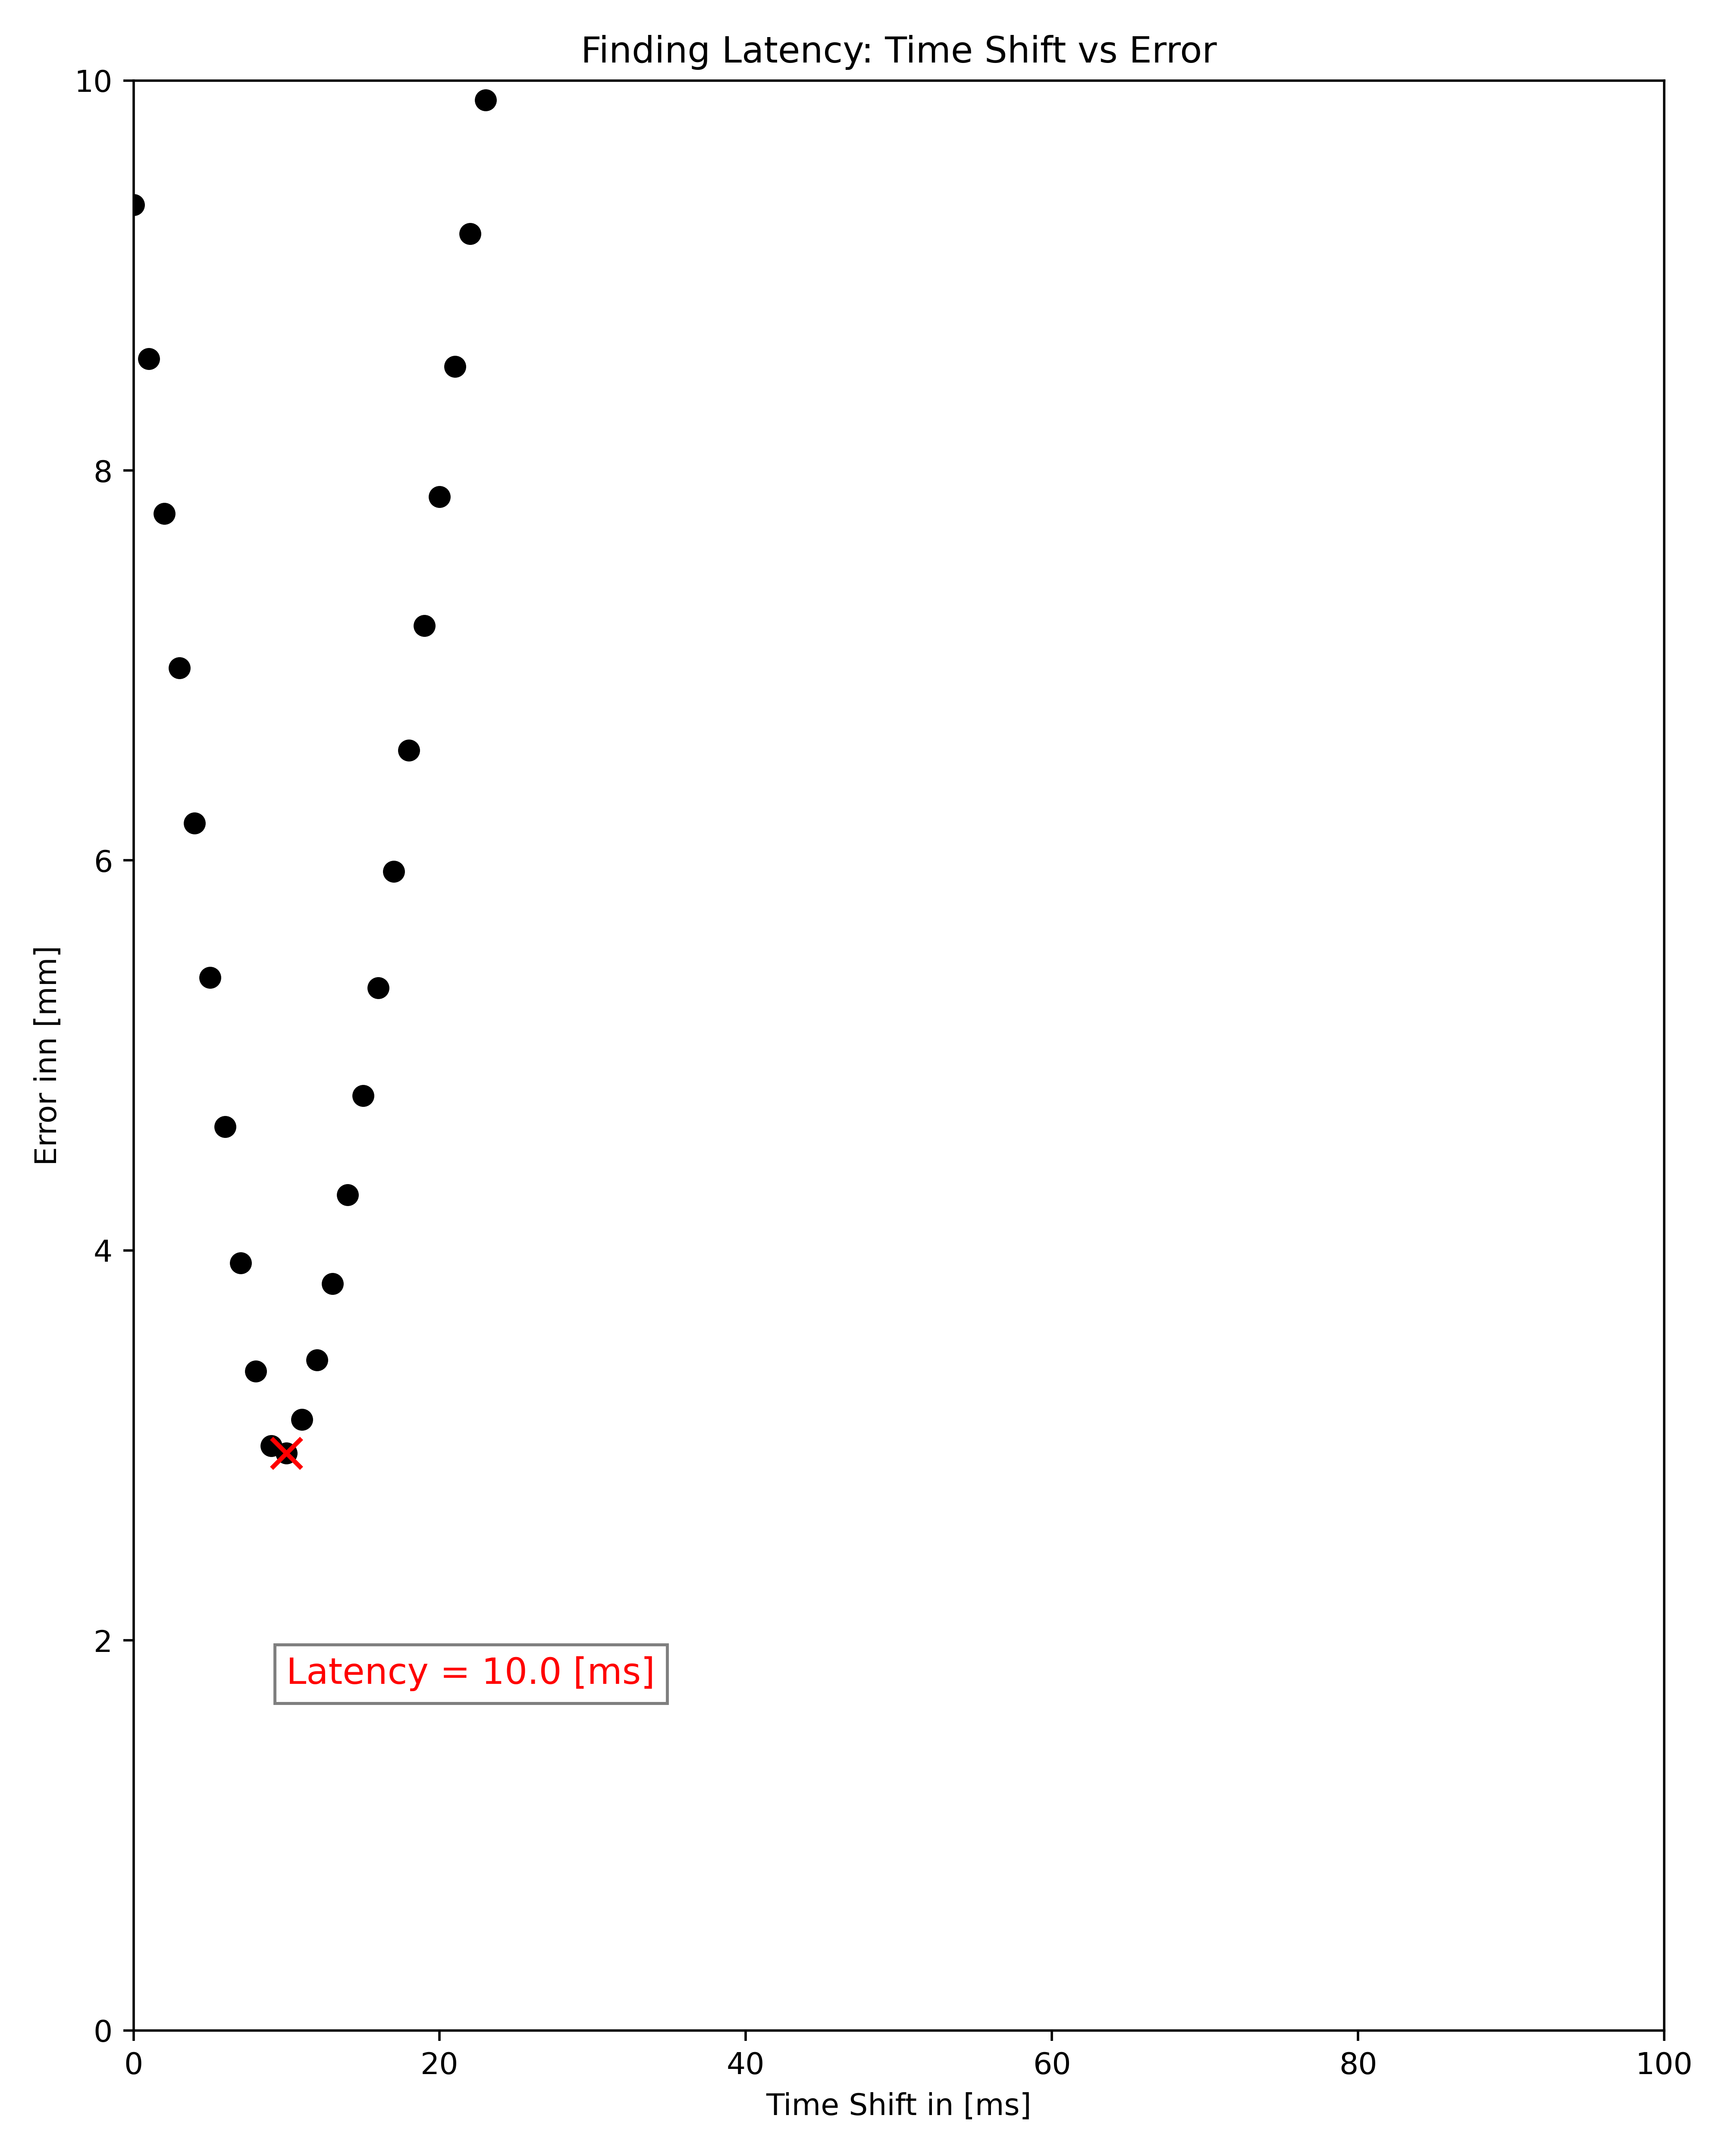 Finding Latency: Time Shift vs Error
10
8
6
4
2
0
Error inn [mm]
Latency = 10.0 [ms]
0 20 40 60 80 100
Time Shift in [ms]